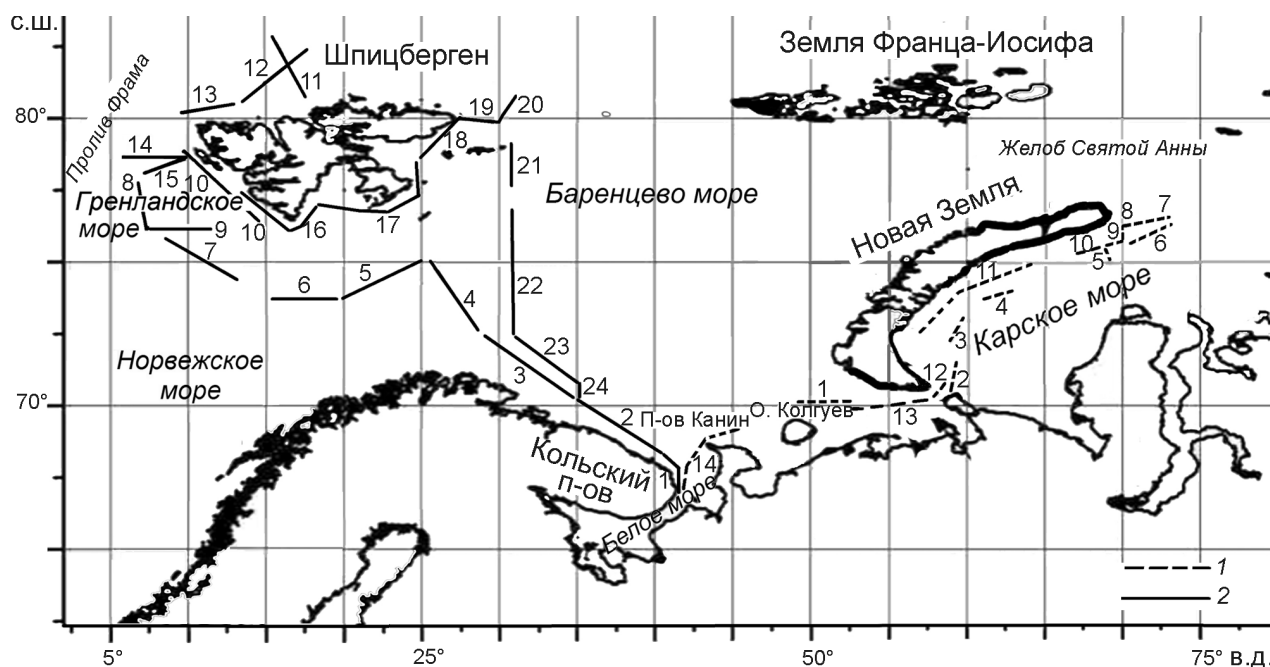 с.ш.
80°
70°
Пролив Фрама
Шпицберген
Земля Франца-Иосифа
12
11
13
14
8
15
10
Гренландское
море
9
10
7
16
17
18
19
20
21
Баренцево море
Желоб Святой Анны
Новая Земля
7
8
9
10
6
5
11
4
3
Карское море
6
5
4
22
23
3
24
Норвежское
море
2
П-ов Канин
О. Колгуев
1
12
2
13
Кольский
п-ов
1
14
Белое море
1
2
5°
25°
50°
75° в.д.